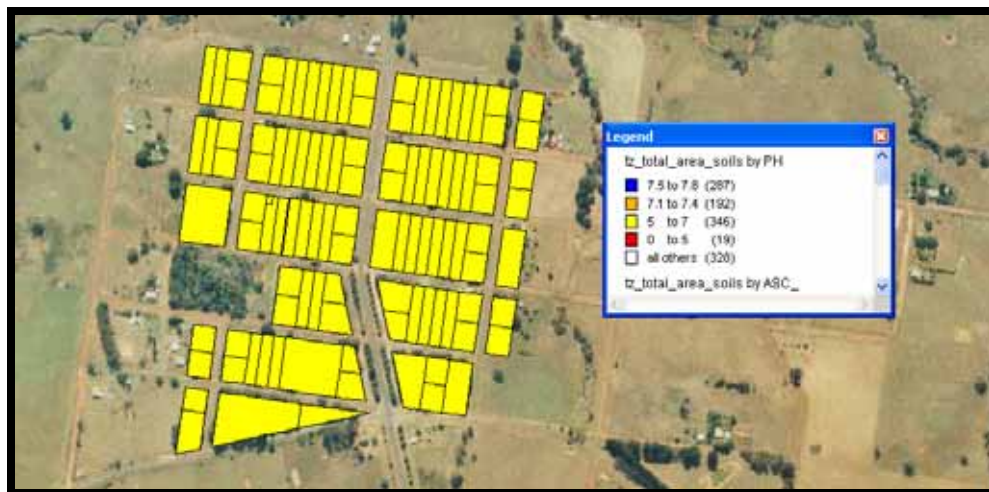 Legend
tz_total_area_soils by PH
7.5 to 7.8 (287)
7.1 to 7.4 (192)
5 to 7 (346)
0 to 5 (19)
all others (328)
tz_total_area_soils by ASC_